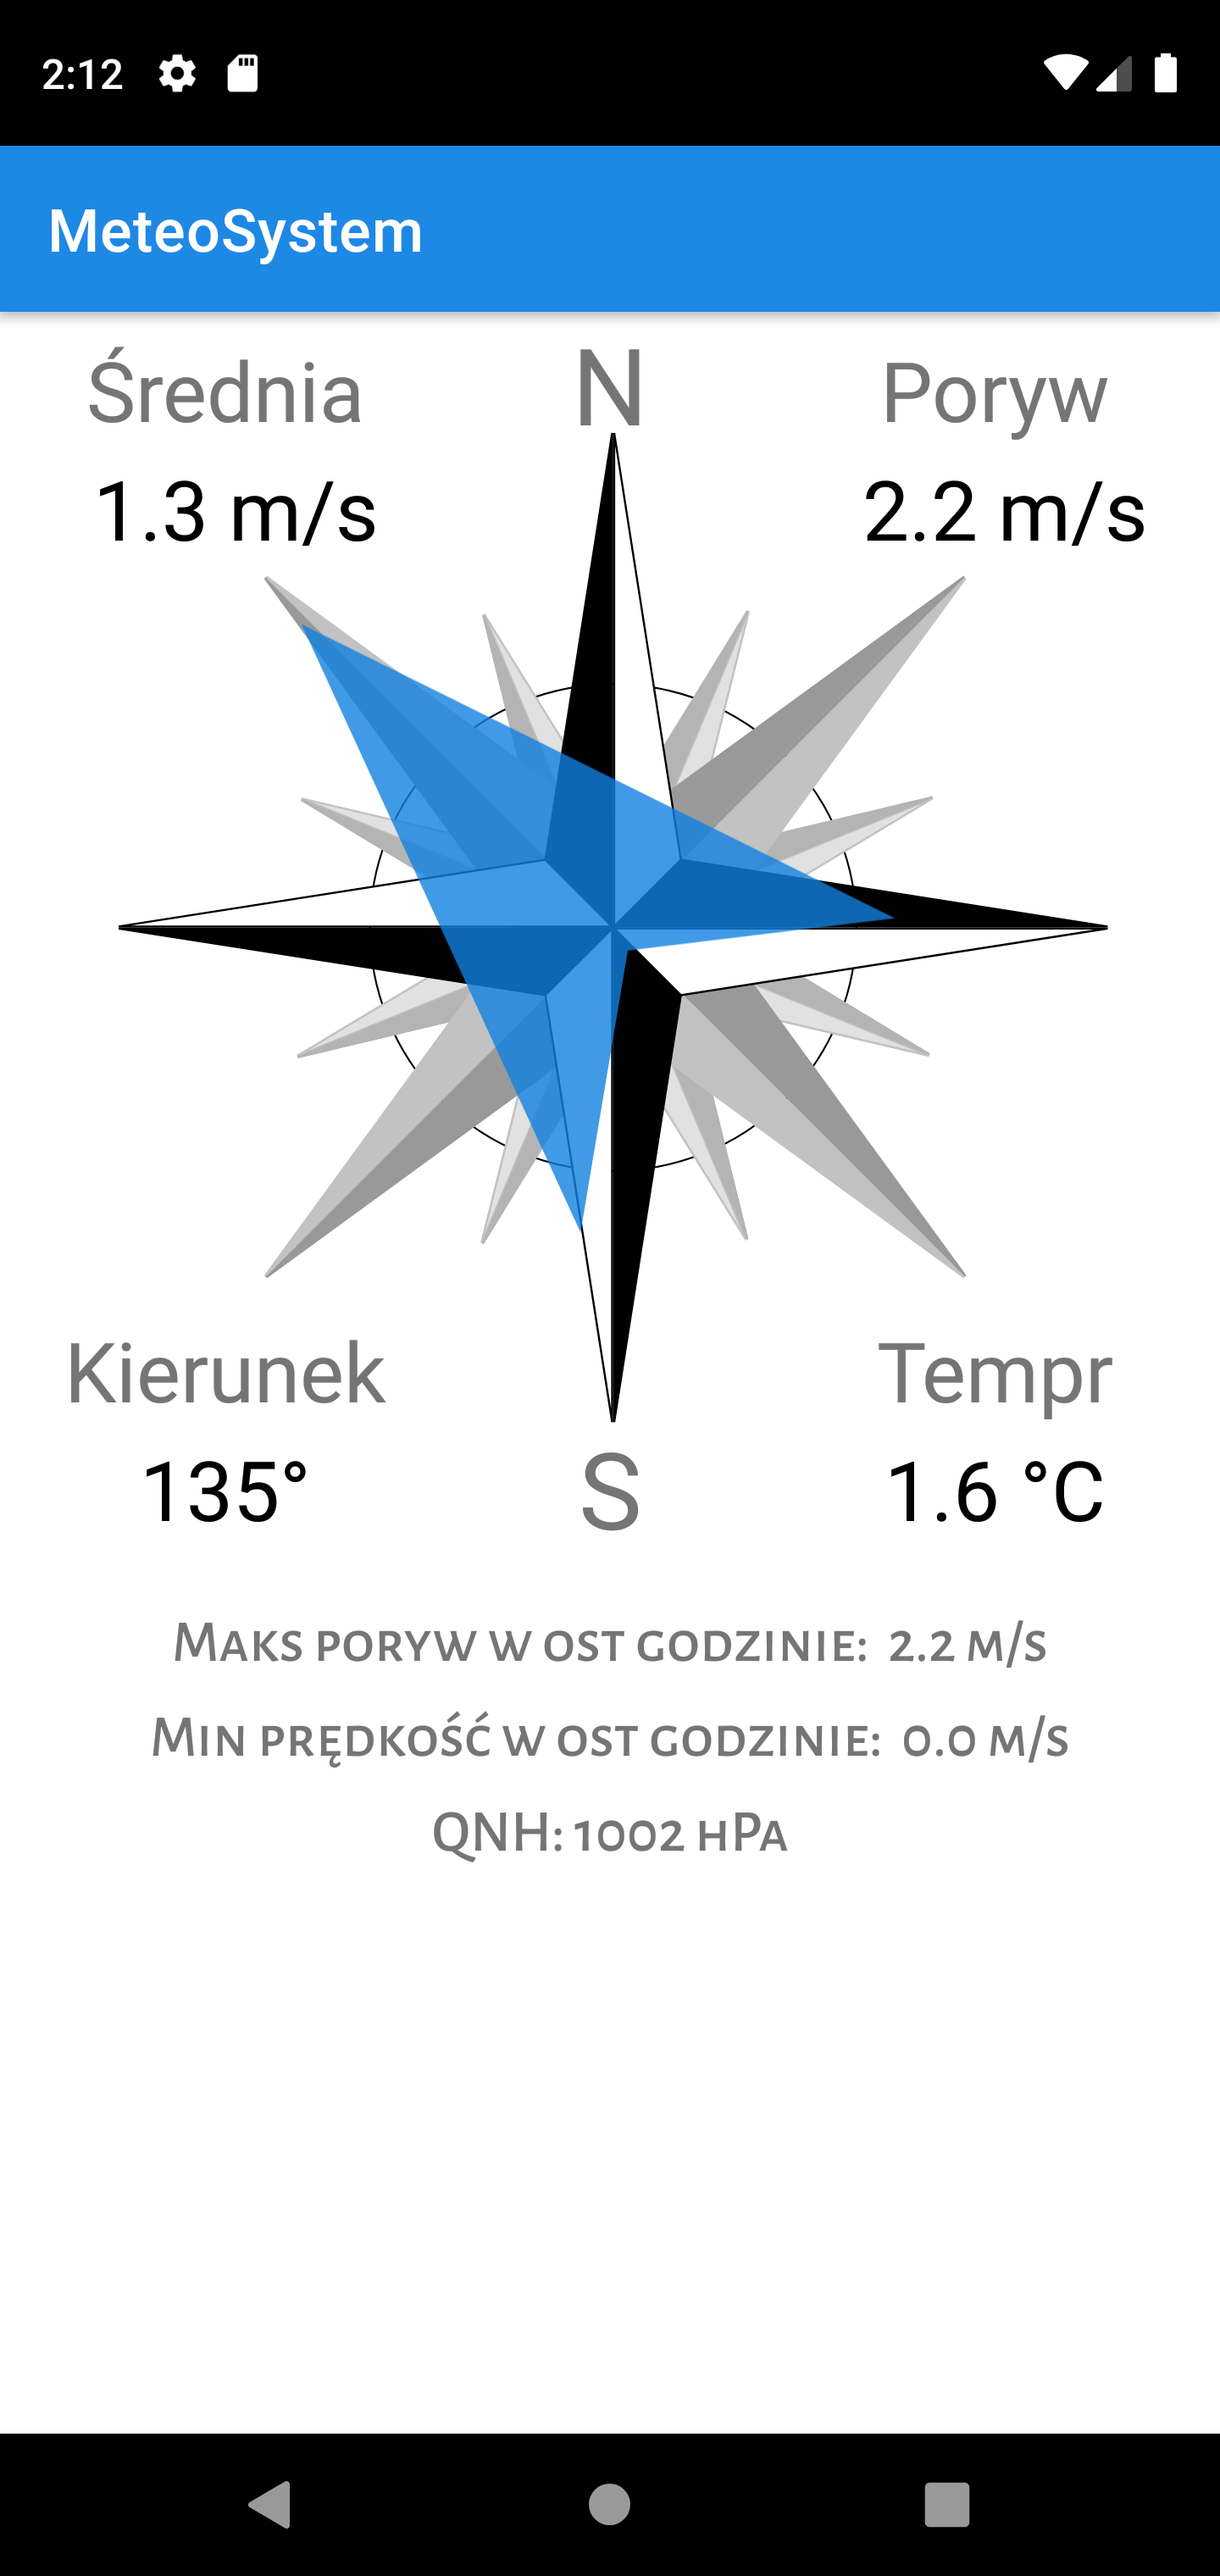 2:12
MeteoSystem
Średnia N Poryw
1.3 m/s 2.2 m/s
Kierunek Tempr
135° S 1.6 °C
Maks poryw w ost godzinie: 2.2 m/s
Min prędkość w ost godzinie: 0.0 m/s
QNH: 1002 hPa